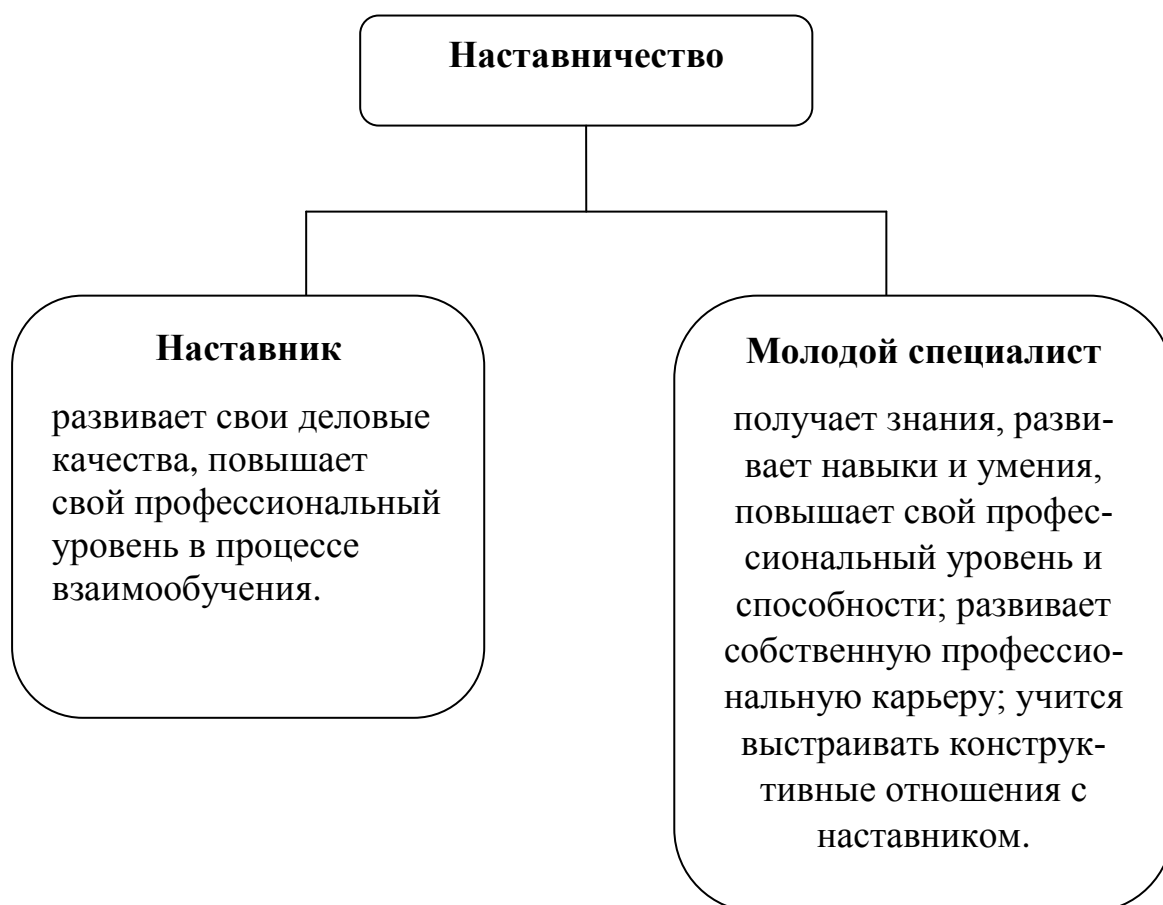 Наставничество
Наставник
развивает свои деловые
качества, повышает
свой профессиональный
уровень в процессе
взаимообучения.
Молодой специалист
получает знания, разви-
вает навыки и умения,
повышает свой профес-
сиональный уровень и
способности; развивает
собственную профессио-
нальную карьеру; учится
выстраивать конструк-
тивные отношения с
наставником.